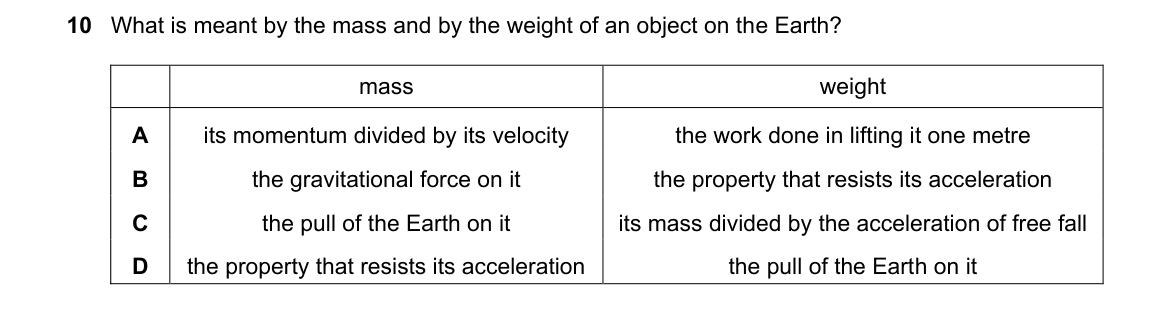 10 What is meant by the mass and by the weight of an object on the Earth?
mass weight
A its momentum divided by its velocity the work done in lifting it one metre
B the gravitational force on it the property that resists its acceleration
C the pull of the Earth on it its mass divided by the acceleration of free fall
D the property that resists its acceleration the pull of the Earth on it